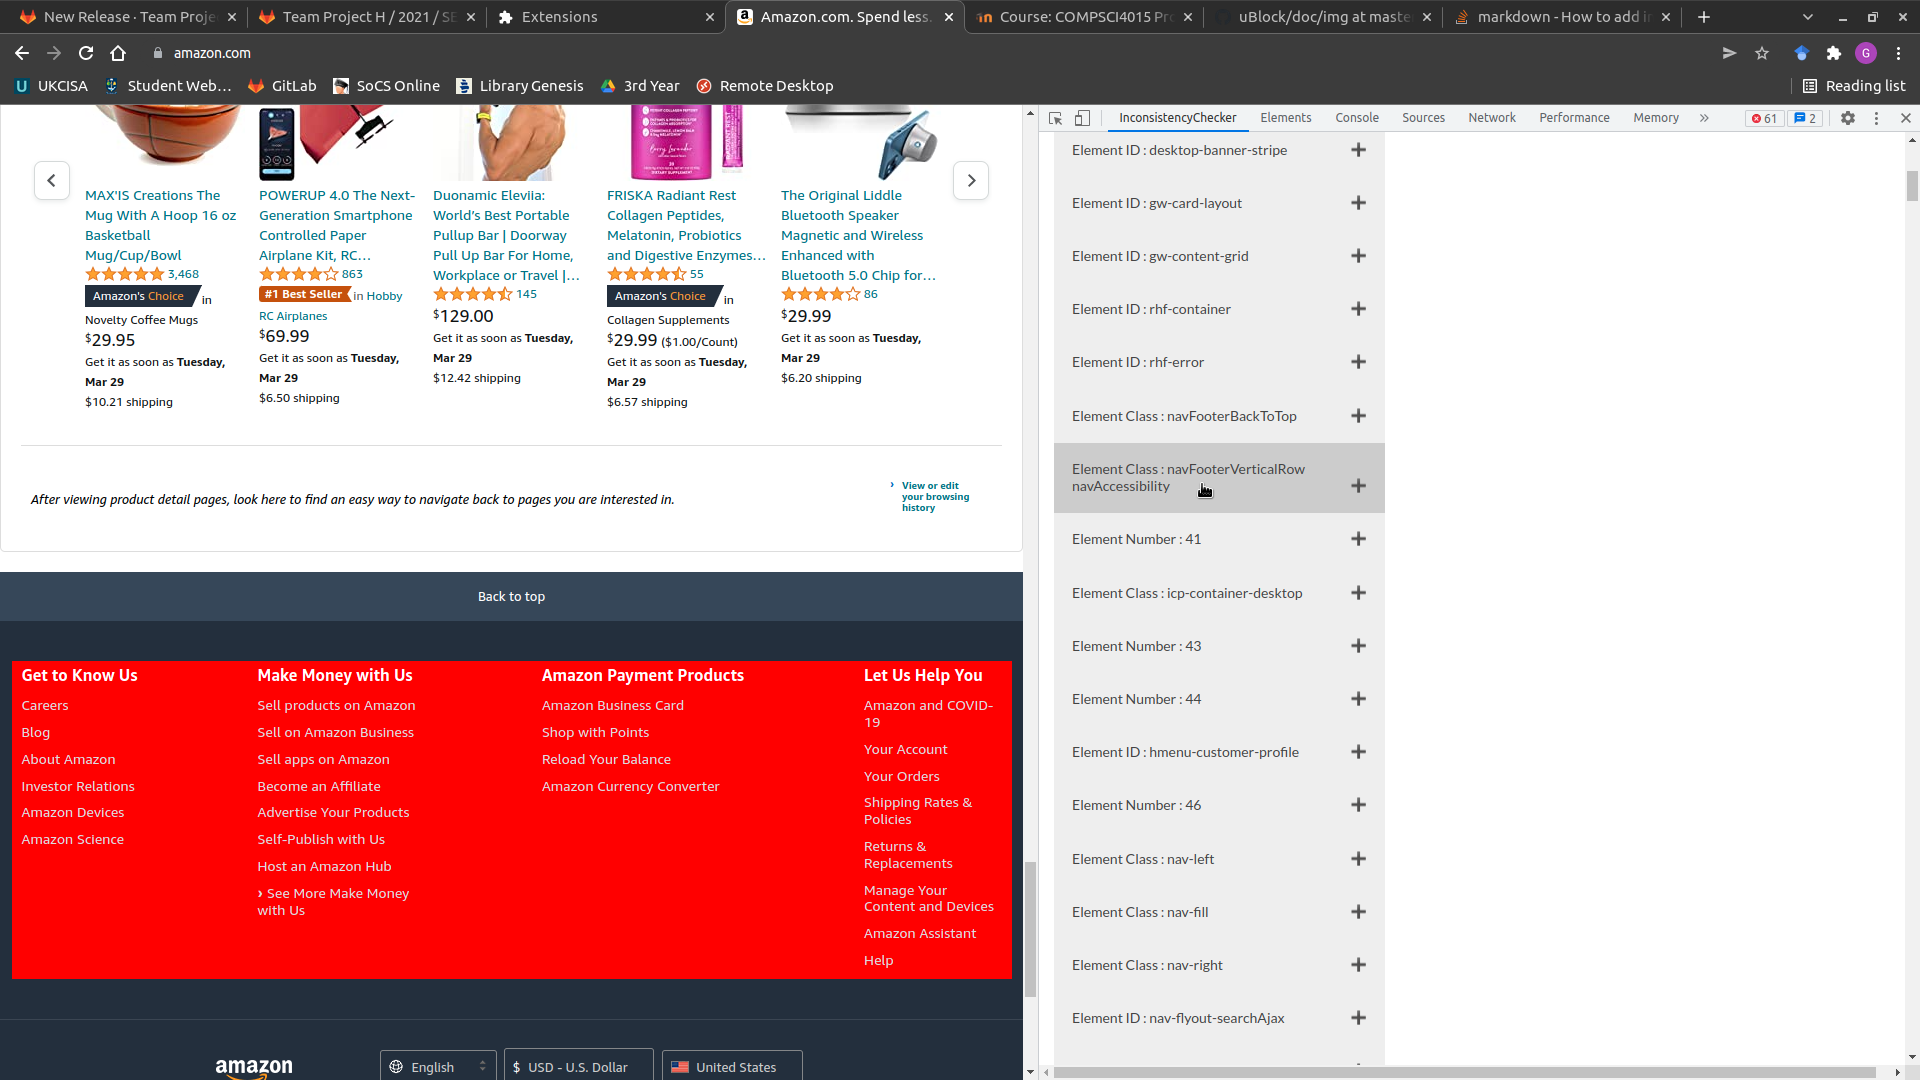 New Release · Team Proje
Team Project H / 2021 / SE
Extensions
Amazon.com. Spend less.
Course: COMPSCI4015 Pr
uBlock/doc/img at maste
markdown - How to add i
amazon.com
G
UKCISA
Student Web...
GitLab
SoCS Online
Library Genesis
3rd Year
Remote Desktop
Reading list
MAX'IS Creations The
Mug With A Hoop 16 oz
Basketball
Mug/Cup/Bowl
3,468
Amazon's Choice in
Novelty Coffee Mugs
$29.95
Get it as soon as Tuesday,
Mar 29
$10.21 shipping
POWERUP 4.0 The Next-
Generation Smartphone
Controlled Paper
Airplane Kit, RC...
863
#1 Best Seller in Hobby
RC Airplanes
$69.99
Get it as soon as Tuesday,
Mar 29
$6.50 shipping
Duonamic Eleviia:
World's Best Portable
Pullup Bar | Doorway
Pull Up Bar For Home,
Workplace or Travel |...
145
$129.00
Get it as soon as Tuesday,
Mar 29
$12.42 shipping
FRISKA Radiant Rest
Collagen Peptides,
Melatonin, Probiotics
and Digestive Enzymes...
55
Amazon's Choice in
Collagen Supplements
$29.99 ($1.00/Count)
Get it as soon as Tuesday,
Mar 29
$6.57 shipping
The Original Liddle
Bluetooth Speaker
Magnetic and Wireless
Enhanced with
Bluetooth 5.0 Chip for...
86
$29.99
Get it as soon as Tuesday,
Mar 29
$6.20 shipping
After viewing product detail pages, look here to find an easy way to navigate back to pages you are interested in.
› View or edit
your browsing
history
Back to top
Get to Know Us
Careers
Blog
About Amazon
Investor Relations
Amazon Devices
Amazon Science
Make Money with Us
Sell products on Amazon
Sell on Amazon Business
Sell apps on Amazon
Become an Affiliate
Advertise Your Products
Self-Publish with Us
Host an Amazon Hub
› See More Make Money
with Us
Amazon Payment Products
Amazon Business Card
Shop with Points
Reload Your Balance
Amazon Currency Converter
Let Us Help You
Amazon and COVID-
19
Your Account
Your Orders
Shipping Rates &
Policies
Returns &
Replacements
Manage Your
Content and Devices
Amazon Assistant
Help
amazon
English
$ USD - U.S. Dollar
United States
InconsistencyChecker
Elements
Console
Sources
Network
Performance
Memory
»
61
2
Element ID : desktop-banner-stripe
Element ID : gw-card-layout
Element ID : gw-content-grid
Element ID : rhf-container
Element ID : rhf-error
Element Class : navFooterBackToTop
Element Class : navFooterVerticalRow
navAccessibility
Element Number : 41
Element Class : icp-container-desktop
Element Number : 43
Element Number : 44
Element ID : hmenu-customer-profile
Element Number : 46
Element Class : nav-left
Element Class : nav-fill
Element Class : nav-right
Element ID : nav-flyout-searchAjax